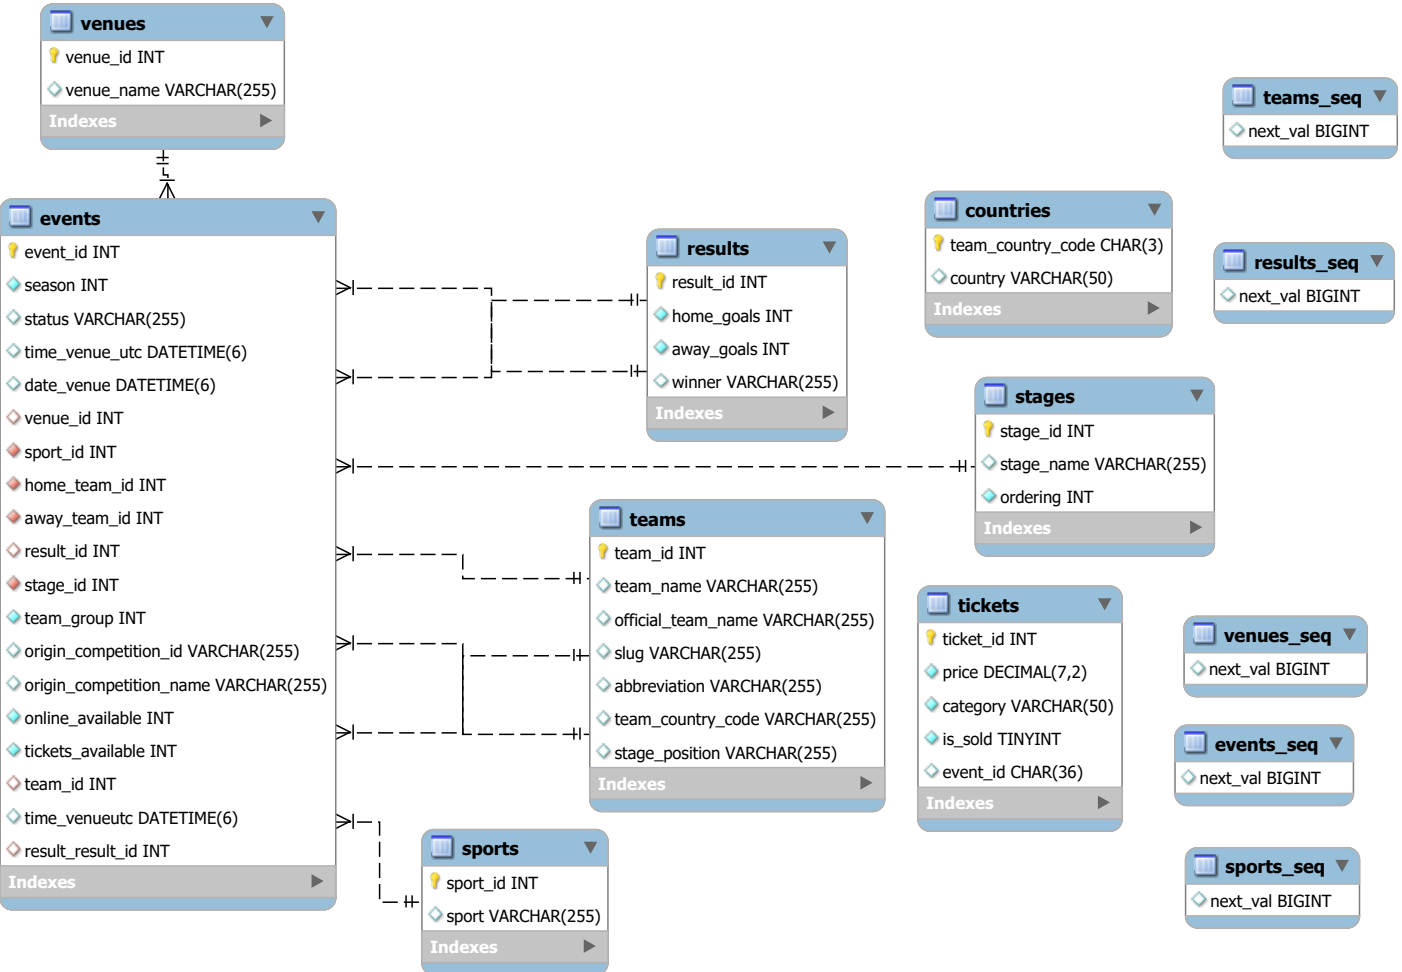 venues
venue_id INT
venue_name VARCHAR(255)
Indexes
events
event_id INT
season INT
status VARCHAR(255)
time_venue_utc DATETIME(6)
date_venue DATETIME(6)
venue_id INT
sport_id INT
home_team_id INT
away_team_id INT
result_id INT
stage_id INT
team_group INT
origin_competition_id VARCHAR(255)
origin_competition_name VARCHAR(255)
online_available INT
tickets_available INT
team_id INT
time_venueutc DATETIME(6)
result_result_id INT
Indexes
results
result_id INT
home_goals INT
away_goals INT
winner VARCHAR(255)
Indexes
teams
team_id INT
team_name VARCHAR(255)
official_team_name VARCHAR(255)
slug VARCHAR(255)
abbreviation VARCHAR(255)
team_country_code VARCHAR(255)
stage_position VARCHAR(255)
Indexes
sports
sport_id INT
sport VARCHAR(255)
Indexes
countries
team_country_code CHAR(3)
country VARCHAR(50)
Indexes
stages
stage_id INT
stage_name VARCHAR(255)
ordering INT
Indexes
tickets
ticket_id INT
price DECIMAL(7,2)
category VARCHAR(50)
is_sold TINYINT
event_id CHAR(36)
Indexes
teams_seq
next_val BIGINT
results_seq
next_val BIGINT
venues_seq
next_val BIGINT
events_seq
next_val BIGINT
sports_seq
next_val BIGINT